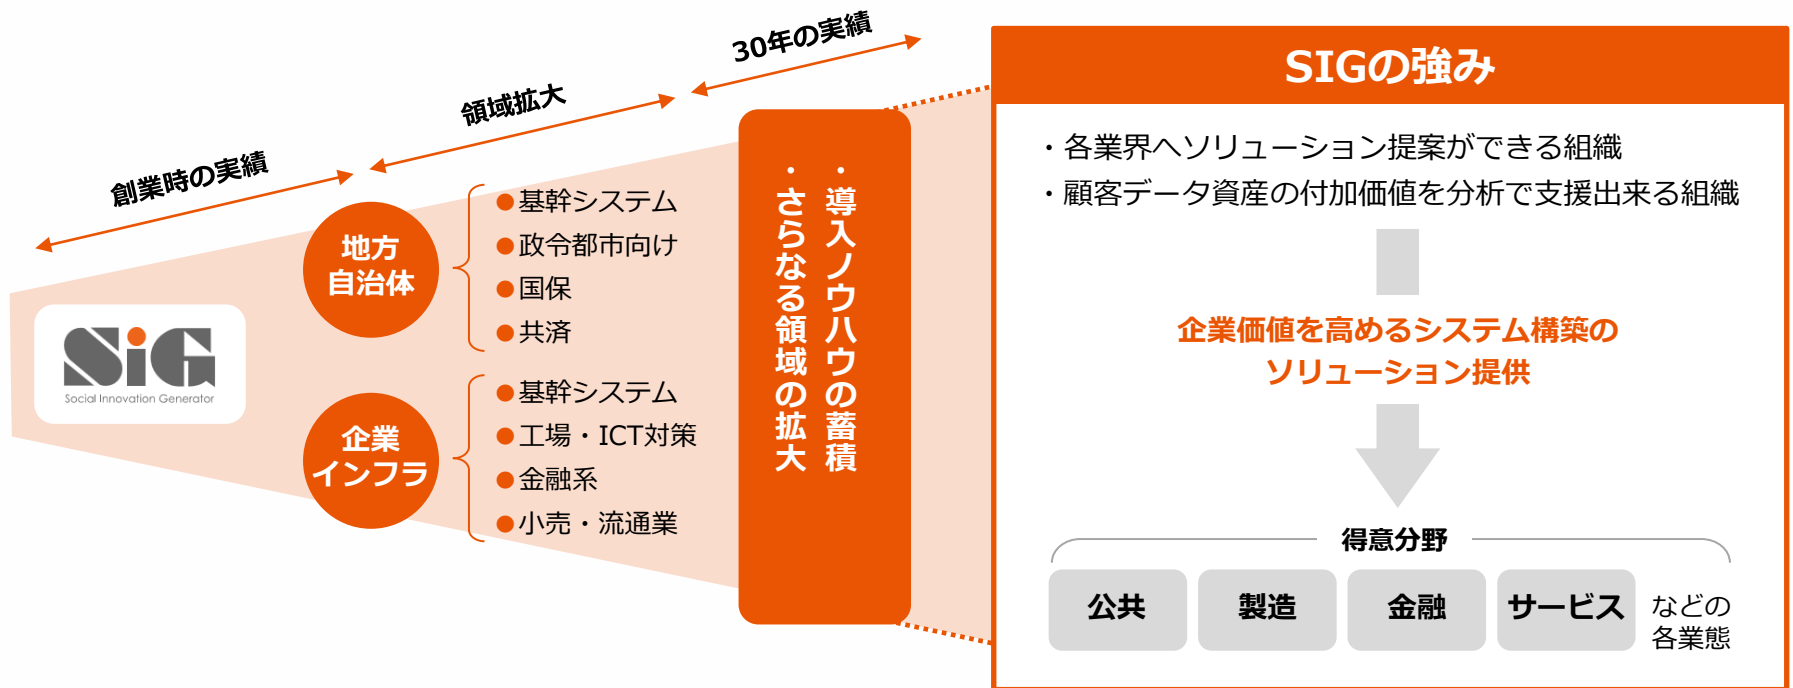 創業時の実績
領域拡大
30年の実績
SiG
Social Innovation Generator
地方
自治体
●基幹システム
●政令都市向け
●国保
●共済
企業
インフラ
●基幹システム
●工場・ICT対策
●金融系
●小売・流通業
・導入ノウハウの蓄積
・さらなる領域の拡大
SIGの強み
・各業界へソリューション提案ができる組織
・顧客データ資産の付加価値を分析で支援出来る組織
企業価値を高めるシステム構築の
ソリューション提供
得意分野
公共
製造
金融
サービス
などの
各業態